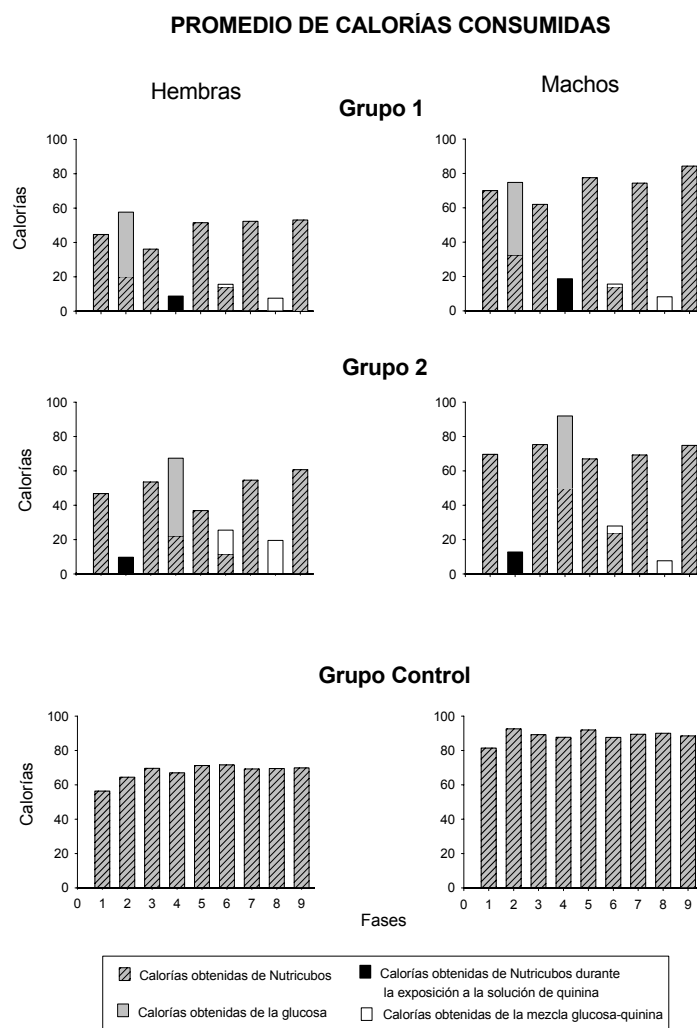 PROMEDIO DE CALORÍAS CONSUMIDAS
Hembras
Machos
Grupo 1
Calorías
100
80
60
40
20
0
100
80
60
40
20
0
Grupo 2
Calorías
100
80
60
40
20
0
100
80
60
40
20
0
Grupo Control
Calorías
100
80
60
40
20
0
0 1 2 3 4 5 6 7 8 9
100
80
60
40
20
0
0 1 2 3 4 5 6 7 8 9
Fases
Calorías obtenidas de Nutricubos
Calorías obtenidas de la glucosa
Calorías obtenidas de Nutricubos durante
la exposición a la solución de quinina
Calorías obtenidas de la mezcla glucosa-quinina